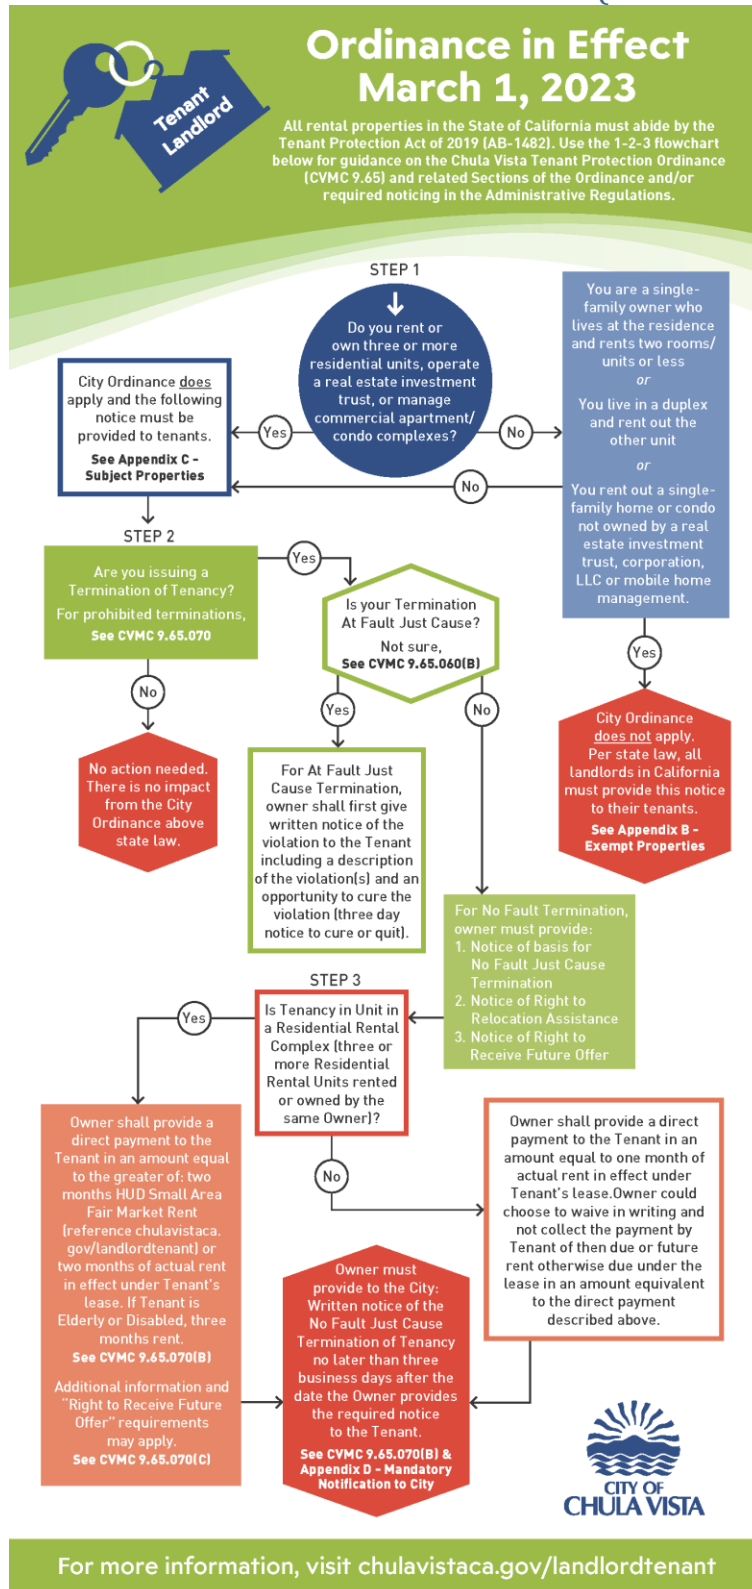 Ordinance in Effect
March 1, 2023
Tenant
Landlord
All rental properties in the State of California must abide by the
Tenant Protection Act of 2019 (AB-1482). Use the 1-2-3 flowchart
below for guidance on the Chula Vista Tenant Protection Ordinance
(CVMC 9.65) and related Sections of the Ordinance and/or
required noticing in the Administrative Regulations.
STEP 1
Do you rent or
own three or more
residential units, operate
a real estate investment
trust, or manage
commercial apartment/
condo complexes?
Yes
No
City Ordinance does
apply and the following
notice must be
provided to tenants.
See Appendix C –
Subject Properties
You are a single-
family owner who
lives at the residence
and rents two rooms/
units or less
or
You live in a duplex
and rent out the
other unit
or
You rent out a single-
family home or condo
not owned by a real
estate investment
trust, corporation,
LLC or mobile home
management.
No
Yes
City Ordinance
does not apply.
Per state law, all
landlords in California
must provide this notice
to their tenants.
See Appendix B –
Exempt Properties
STEP 2
Are you issuing a
Termination of Tenancy?
For prohibited terminations,
See CVMC 9.65.070
Yes
No
No action needed.
There is no impact
from the City
Ordinance above
state law.
Is your Termination
At Fault Just Cause?
Not sure,
See CVMC 9.65.060(B)
Yes
No
For At Fault Just
Cause Termination,
owner shall first give
written notice of the
violation to the Tenant
including a description
of the violation(s) and an
opportunity to cure the
violation (three day
notice to cure or quit).
For No Fault Termination,
owner must provide:
1. Notice of basis for
No Fault Just Cause
Termination
2. Notice of Right to
Relocation Assistance
3. Notice of Right to
Receive Future Offer
STEP 3
Is Tenancy in Unit in
a Residential Rental
Complex (three or
more Residential
Rental Units rented
or owned by the
same Owner)?
Yes
No
Owner shall provide a
direct payment to the
Tenant in an amount equal
to the greater of: two
months HUD Small Area
Fair Market Rent
(reference chulavistaca.
gov/landlordtenant) or
two months of actual rent
in effect under Tenant's
lease. If Tenant is
Elderly or Disabled, three
months rent.
See CVMC 9.65.070(B)
Additional information and
"Right to Receive Future
Offer" requirements
may apply.
See CVMC 9.65.070(C)
Owner shall provide a direct
payment to the Tenant in an
amount equal to one month of
actual rent in effect under
Tenant's lease.Owner could
choose to waive in writing and
not collect the payment by
Tenant of then due or future
rent otherwise due under the
lease in an amount equivalent
to the direct payment
described above.
Owner must
provide to the City:
Written notice of the
No Fault Just Cause
Termination of Tenancy
no later than three
business days after the
date the Owner provides
the required notice
to the Tenant.
See CVMC 9.65.070(B) &
Appendix D – Mandatory
Notification to City
CITY OF
CHULA VISTA
For more information, visit chulavistaca.gov/landlordtenant